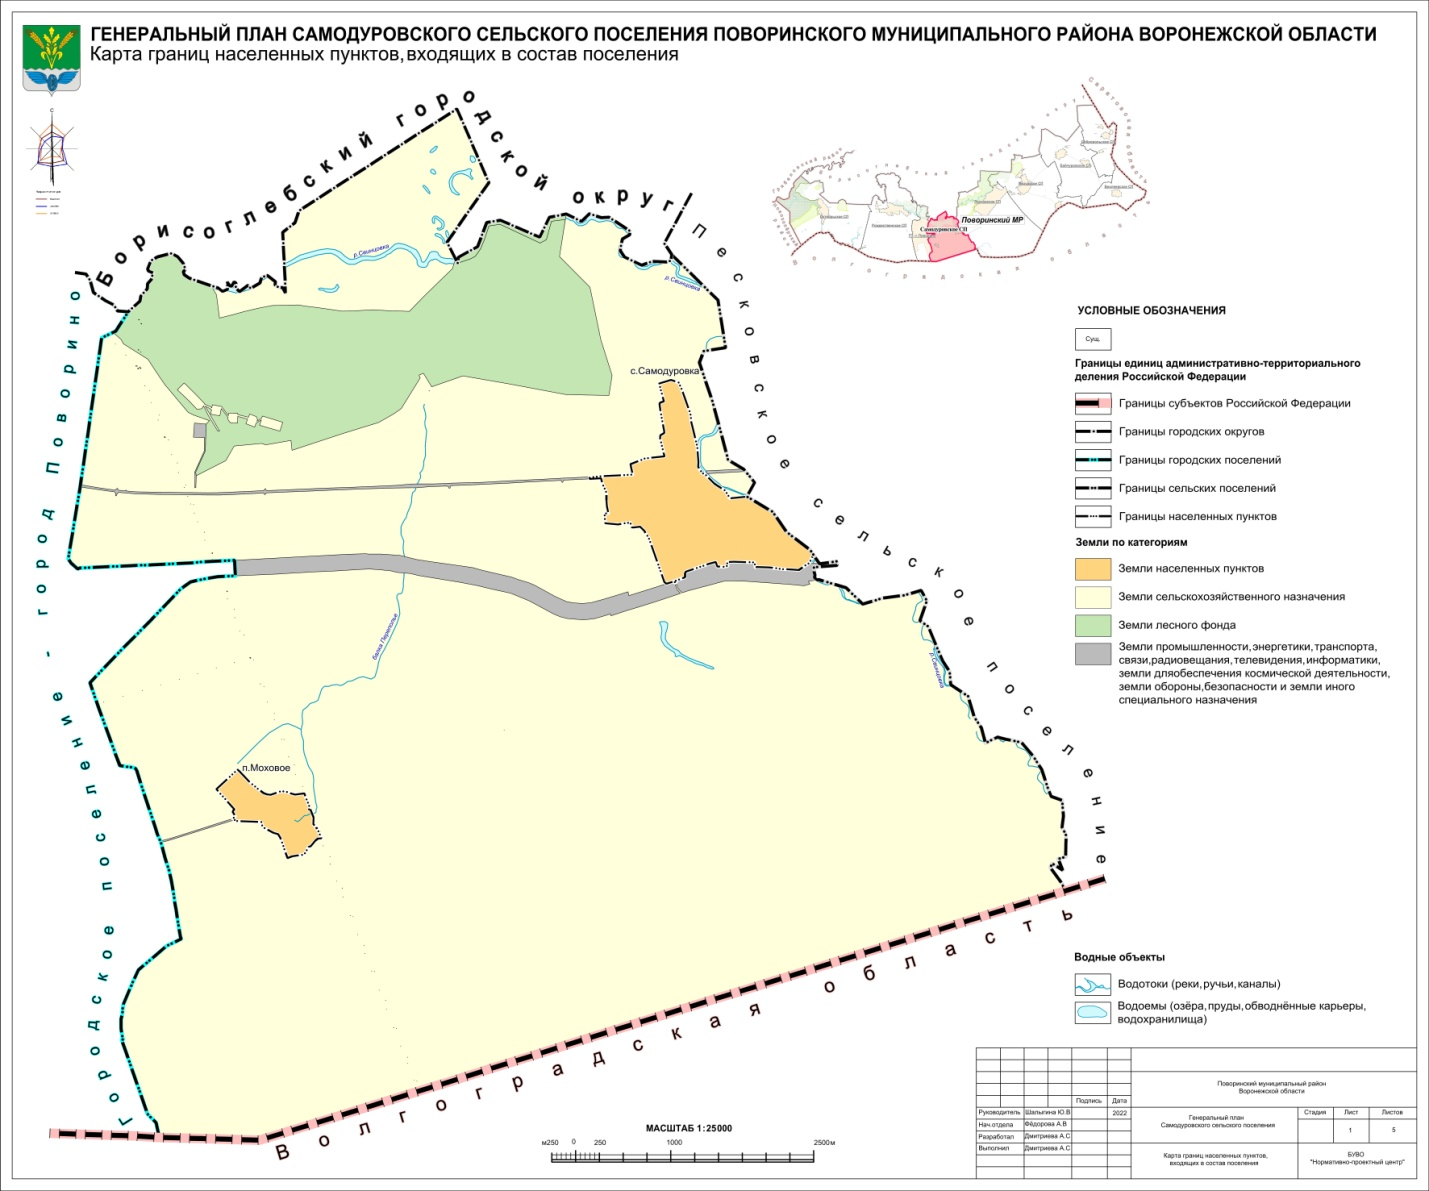 ГЕНЕРАЛЬНЫЙ ПЛАН САМОДУРОВСКОГО СЕЛЬСКОГО ПОСЕЛЕНИЯ ПОВОРИНСКОГО МУНИЦИПАЛЬНОГО РАЙОНА ВОРОНЕЖСКОЙ ОБЛАСТИ
Карта границ населенных пунктов, входящих в состав поселения
С
Борисоглебский городской округ
Песковское сельское поселение
Городское поселение - город Поворино
Волгоградская область
р.Свинцовка
р.Свинцовка
р.Свинцовка
с.Самодуровка
балка Переполье
п.Моховое
Поворинский МР
Самодуровское СП
УСЛОВНЫЕ ОБОЗНАЧЕНИЯ
Сущ.
Границы единиц административно-территориального
деления Российской Федерации
Границы субъектов Российской Федерации
Границы городских округов
Границы городских поселений
Границы сельских поселений
Границы населенных пунктов
Земли по категориям
Земли населенных пунктов
Земли сельскохозяйственного назначения
Земли лесного фонда
Земли промышленности, энергетики, транспорта,
связи, радиовещания, телевидения, информатики,
земли дляобеспечения космической деятельности,
земли обороны, безопасности и земли иного
специального назначения
Водные объекты
Водотоки (реки, ручьи, каналы)
Водоемы (озёра, пруды, обводнённые карьеры,
водохранилища)
МАСШТАБ 1:25000
м250 0 250 1000 2500м
Подпись Дата
Руководитель Шалыгина Ю.В 2022
Нач.отдела Фёдорова А.В
Разработал Дмитриева А.С
Выполнил Дмитриева А.С
Поворинский муниципальный район
Воронежской области
Генеральный план
Самодуровского сельского поселения
Стадия Лист Листов
1 5
Карта границ населенных пунктов,
входящих в состав поселения
БУВО
"Нормативно-проектный центр"